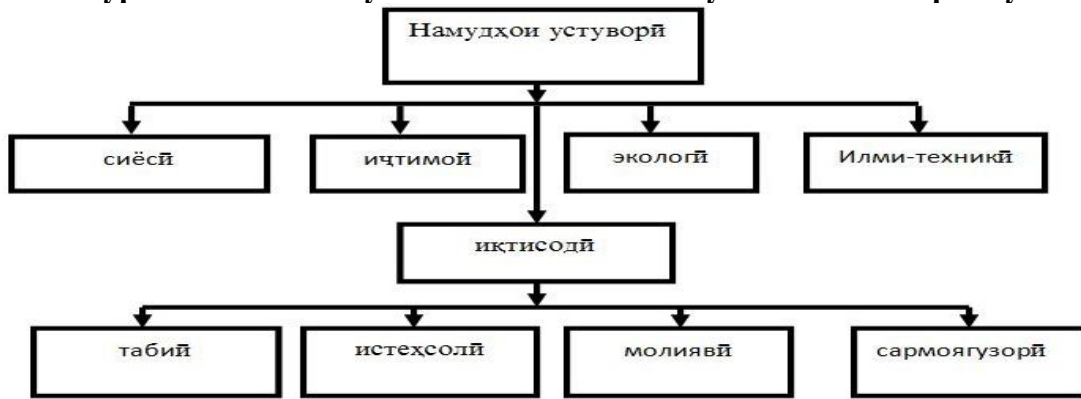 Намудҳои устуворӣ
сиёсӣ
иҷтимоӣ
экологӣ
Илми-техникӣ
иқтисодӣ
табиӣ
истеҳсолӣ
молиявӣ
сармоягузорӣ